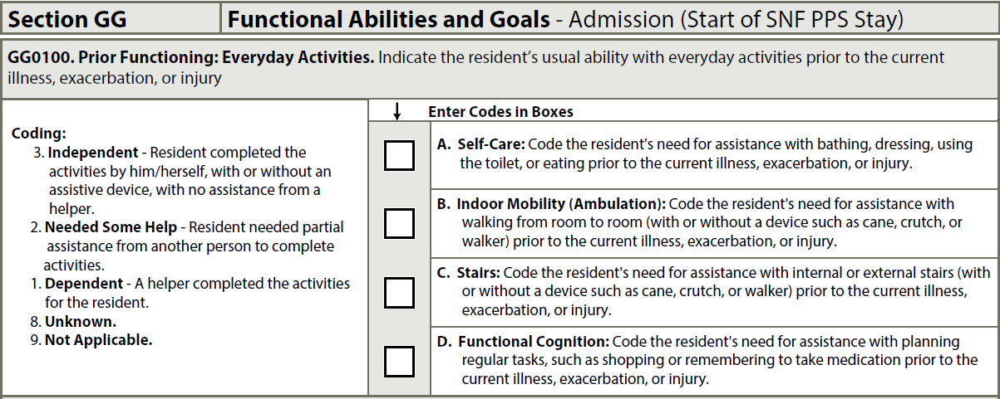 Section GG Functional Abilities and Goals - Admission (Start of SNF PPS Stay)
GG0100. Prior Functioning: Everyday Activities. Indicate the resident's usual ability with everyday activities prior to the current
illness, exacerbation, or injury
Coding:
3. Independent - Resident completed the
activities by him/herself, with or without an
assistive device, with no assistance from a
helper.
2. Needed Some Help - Resident needed partial
assistance from another person to complete
activities.
1. Dependent - A helper completed the activities
for the resident.
8. Unknown.
9. Not Applicable.
↓ Enter Codes in Boxes
A. Self-Care: Code the resident's need for assistance with bathing, dressing, using
the toilet, or eating prior to the current illness, exacerbation, or injury.
B. Indoor Mobility (Ambulation): Code the resident's need for assistance with
walking from room to room (with or without a device such as cane, crutch, or
walker) prior to the current illness, exacerbation, or injury.
C. Stairs: Code the resident's need for assistance with internal or external stairs (with
or without a device such as cane, crutch, or walker) prior to the current illness,
exacerbation, or injury.
D. Functional Cognition: Code the resident's need for assistance with planning
regular tasks, such as shopping or remembering to take medication prior to the
current illness, exacerbation, or injury.